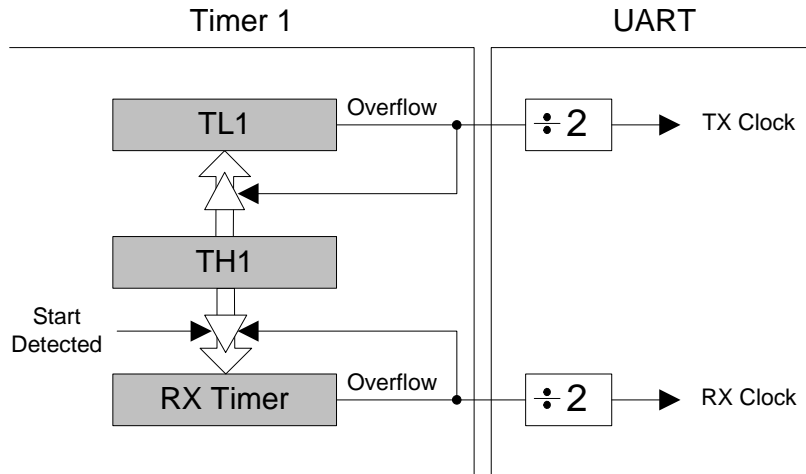 Timer 1
UART
TL1
Overflow
÷ 2
TX Clock
TH1
Start
Detected
RX Timer
Overflow
÷ 2
RX Clock